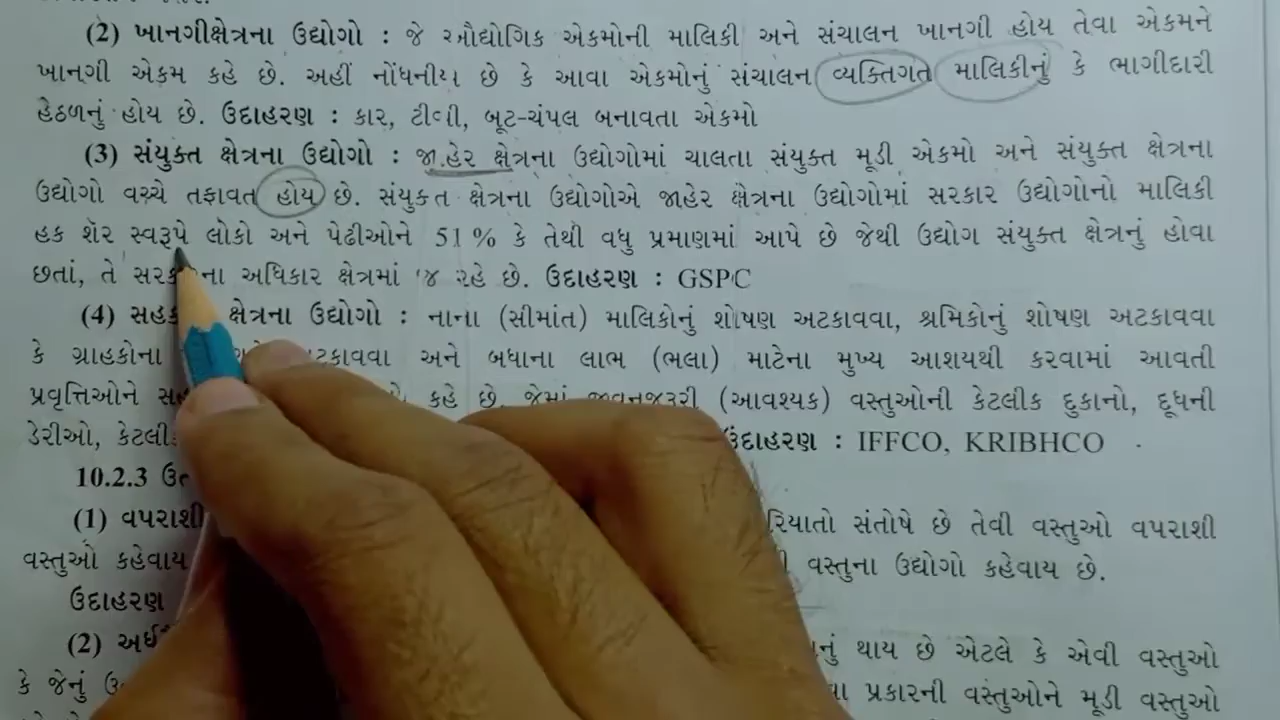 (2) ખાનગીક્ષેત્રના ઉદ્યોગો : જે ઔદ્યોગિક એકમોની માલિકી અને સંચાલન ખાનગી હોય તેવા એકમને
ખાનગી એકમ કહે છે. અહીં નોંધનીય છે કે આવા એકમોનું સંચાલન વ્યક્તિગત માલિકીનું કે ભાગીદારી
હેઠળનું હોય છે. ઉદાહરણ : કાર, ટીવી, બૂટ-ચંપલ બનાવતા એકમો
(3) સંયુક્ત ક્ષેત્રના ઉદ્યોગો : જાહેર ક્ષેત્રના ઉદ્યોગોમાં ચાલતા સંયુક્ત મૂડી એકમો અને સંયુક્ત ક્ષેત્રના
ઉદ્યોગો વચ્ચે તફાવત હોય છે. સંયુક્ત ક્ષેત્રના ઉદ્યોગોએ જાહેર ક્ષેત્રના ઉદ્યોગોમાં સરકાર ઉદ્યોગોનો માલિકી
હક શૅર સ્વરૂપે લોકો અને પેઢીઓને 51 % કે તેથી વધુ પ્રમાણમાં આપે છે જેથી ઉદ્યોગ સંયુક્ત ક્ષેત્રનું હોવા
છતાં, તે અધિકાર ક્ષેત્રમાં જ રહે છે. ઉદાહરણ : GSPC
(4) ક્ષેત્રના ઉદ્યોગો : નાના (સીમાંત) માલિકોનું શોષણ અટકાવવા, શ્રમિકોનું શોષણ અટકાવવા
કે ગ્રાહકોના અટકાવવા અને બધાના લાભ (ભલા) માટેના મુખ્ય આશયથી કરવામાં આવતી
પ્રવૃત્તિઓને કહે છે. જેમાં જીવનજરૂરી (આવશ્યક) વસ્તુઓની કેટલીક દુકાનો, દૂધની
ડેરીઓ, ઉદાહરણ : IFFCO, KRIBHCO
10.2.3
(1) વપરાશી સંતોષે છે તેવી વસ્તુઓ વપરાશી
વસ્તુઓ કહેવાય વસ્તુના ઉદ્યોગો કહેવાય છે.
ઉદાહરણ
(2) થાય છે એટલે કે એવી વસ્તુઓ
કે જેનું પ્રકારની વસ્તુઓને મૂડી વસ્તુઓ